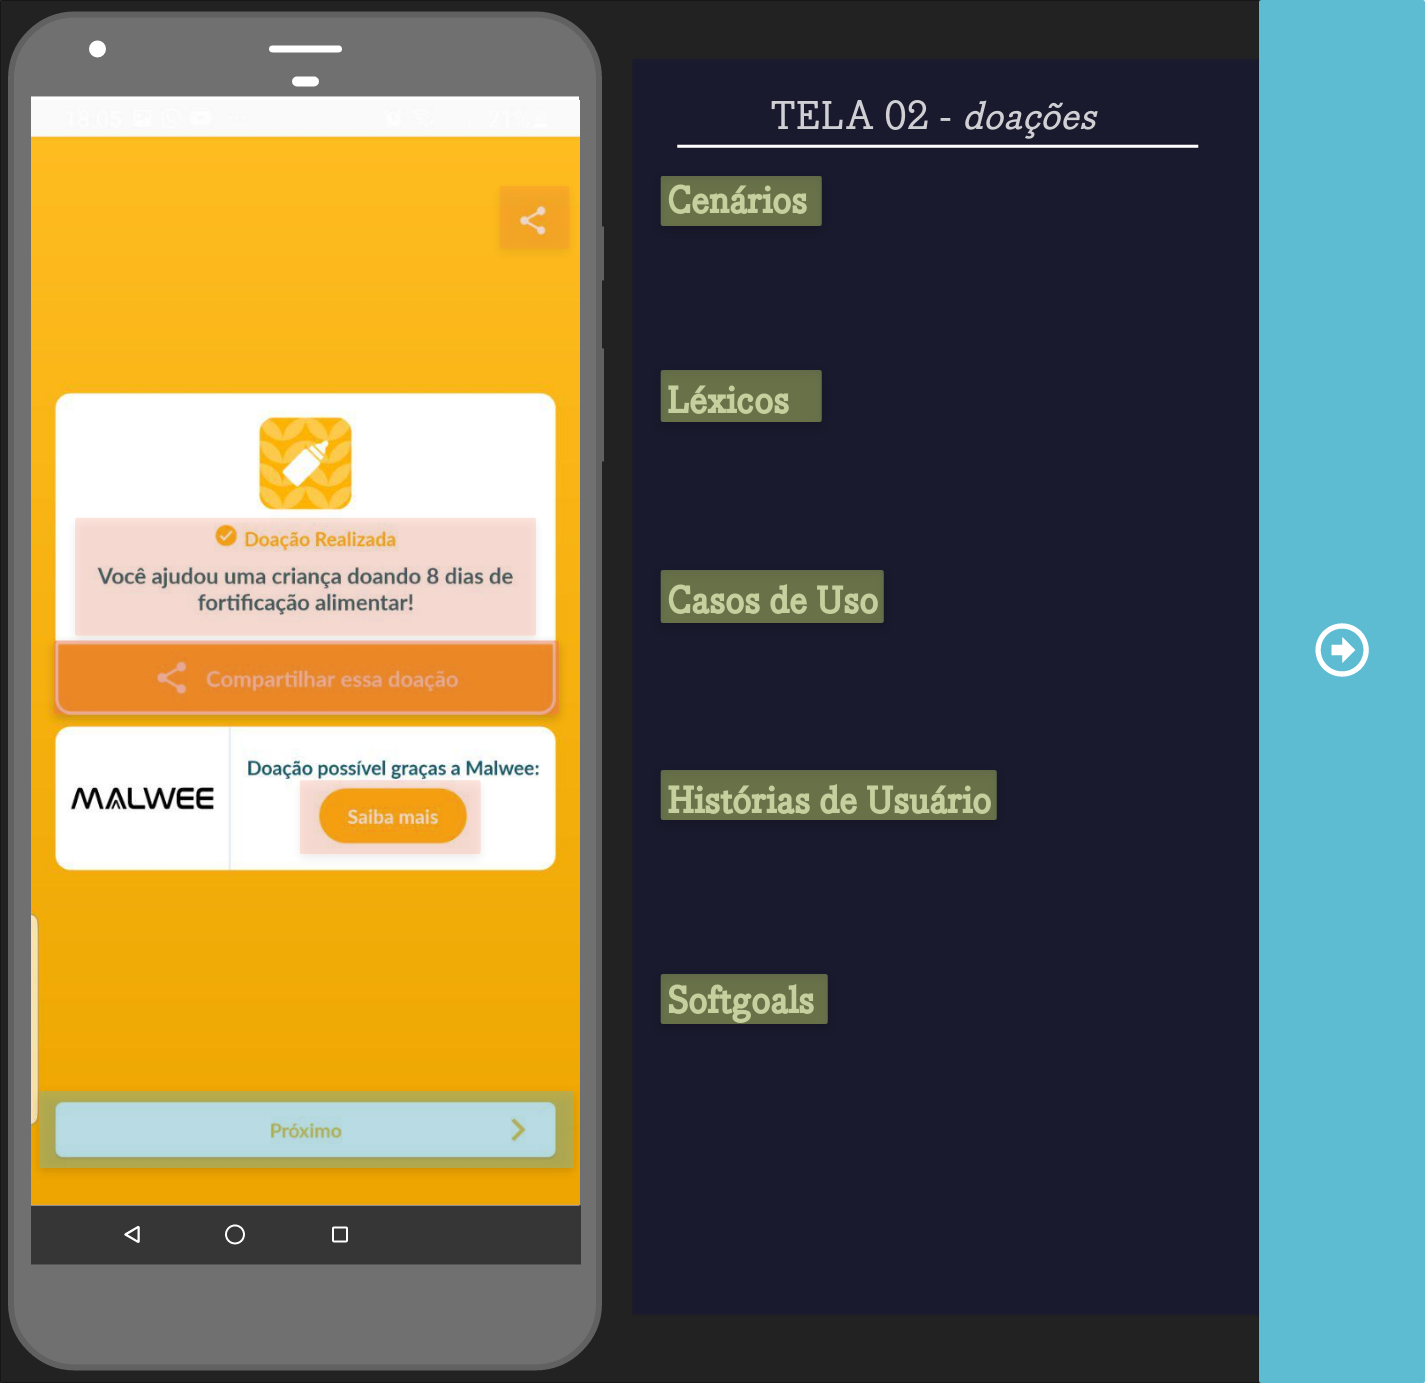 Doação Realizada
Você ajudou uma criança doando 8 dias de
fortificação alimentar!
Compartilhar essa doação
MALWEE
Doação possível graças a Malwee:
Saiba mais
Próximo
TELA 02 - doações
Cenários
Léxicos
Casos de Uso
Histórias de Usuário
Softgoals